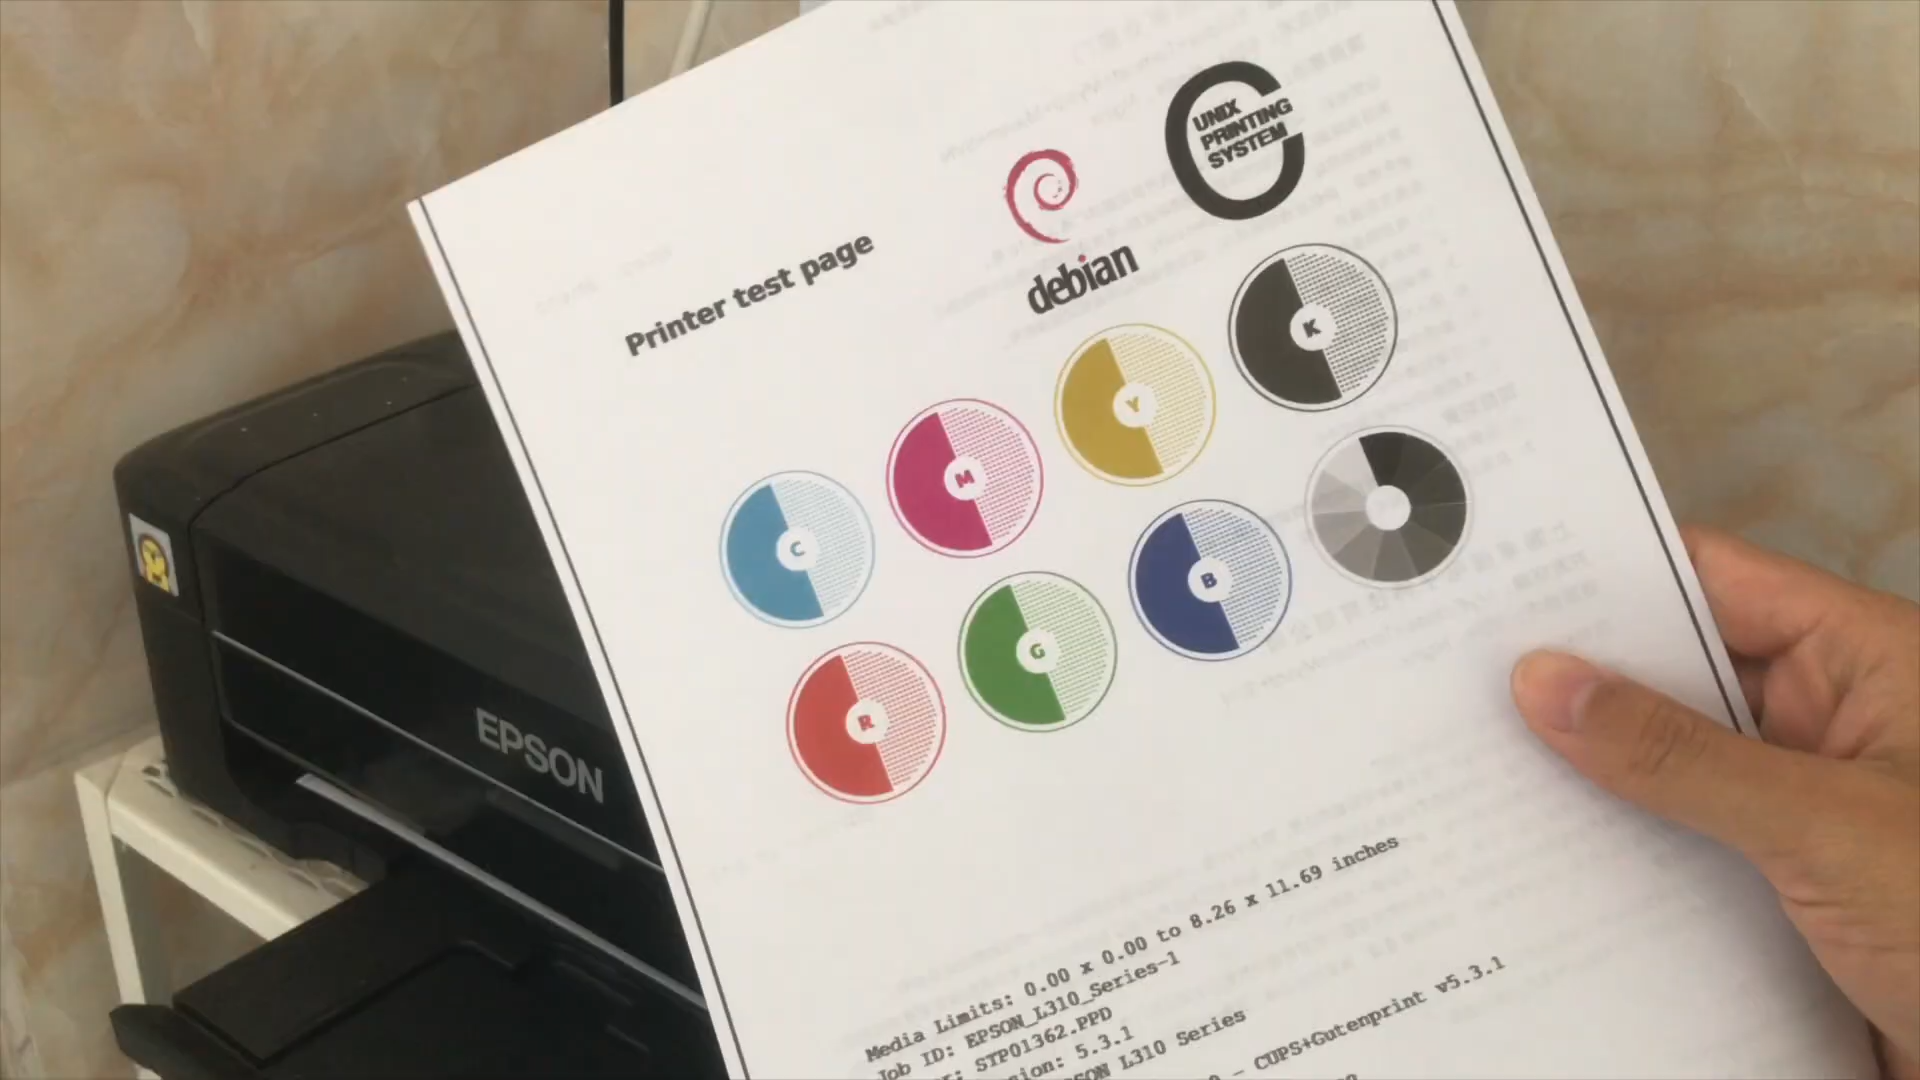 UNIX
PRINTING
SYSTEM
debian
Printer test page
C
M
Y
K
R
G
B
EPSON
Media Limits: 0.00 x 0.00 to 8.26 x 11.69 inches
Job ID: EPSON_L310_Series-1
STP01362.PPD
5.3.1
L310 Series
– CUPS+Gutenprint v5.3.1